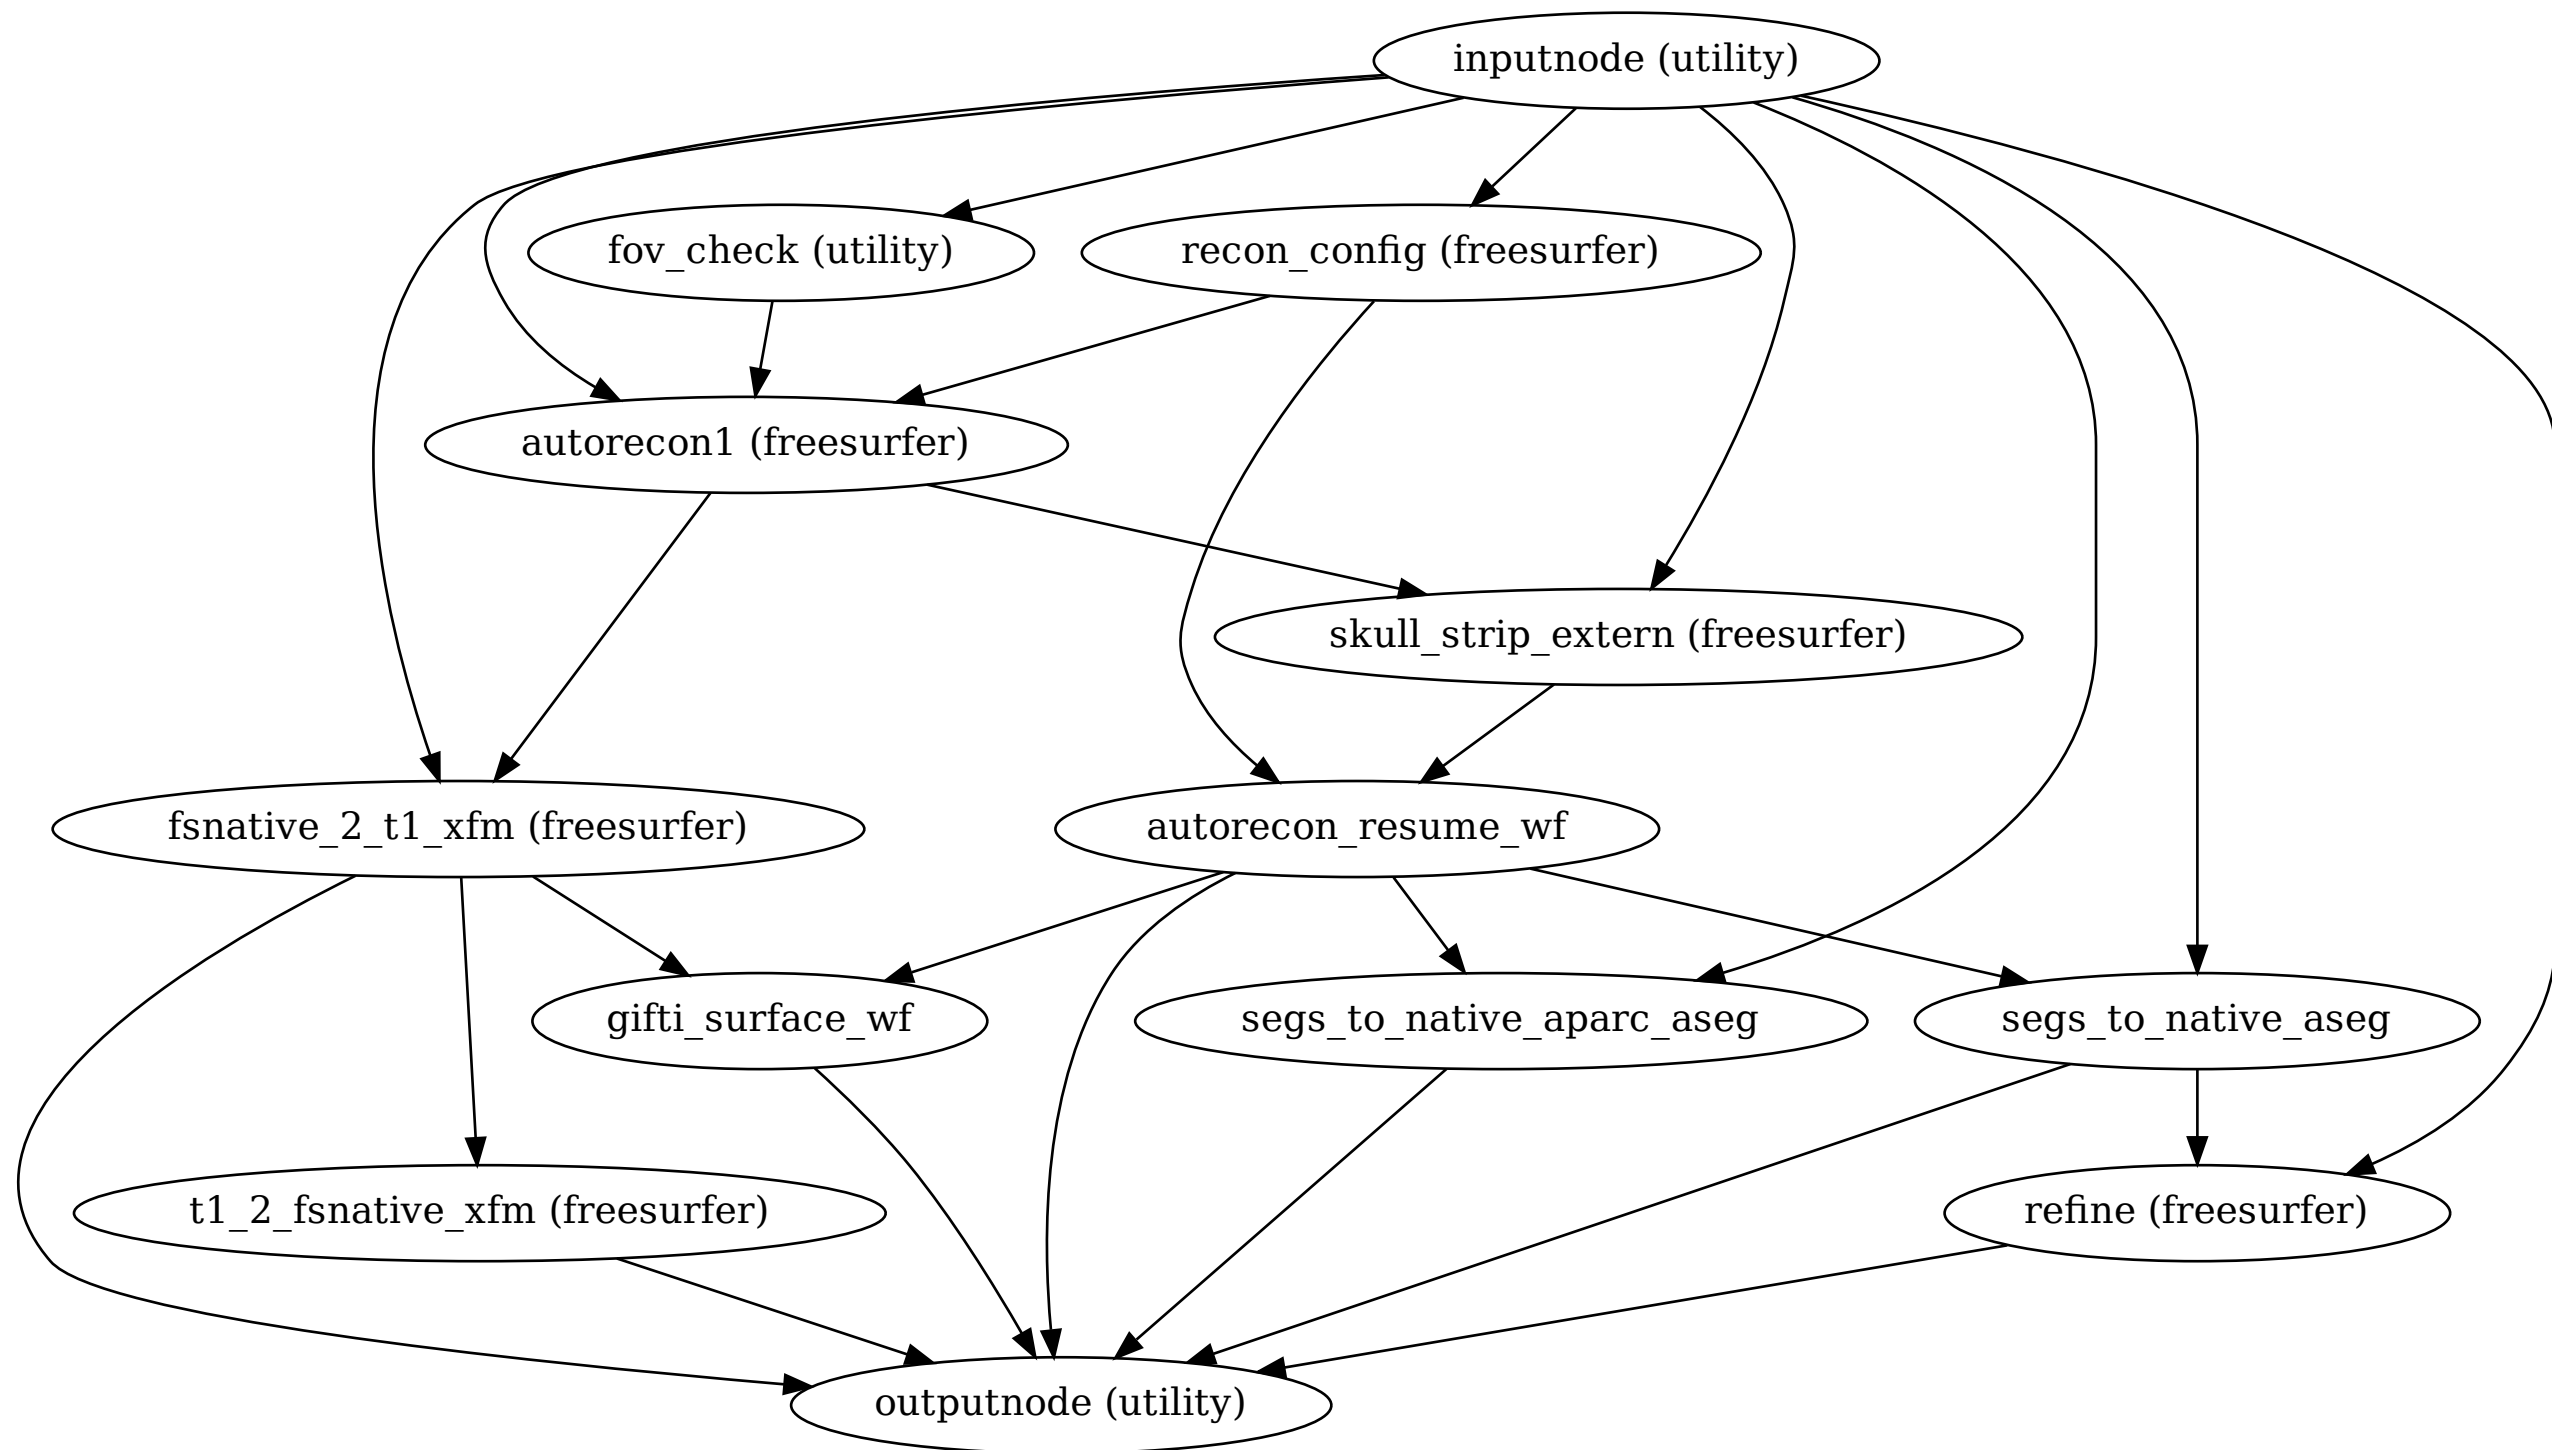 inputnode (utility)
fov_check (utility)
recon_config (freesurfer)
autorecon1 (freesurfer)
skull_strip_extern (freesurfer)
fsnative_2_t1_xfm (freesurfer)
autorecon_resume_wf
gifti_surface_wf
segs_to_native_aparc_aseg
segs_to_native_aseg
t1_2_fsnative_xfm (freesurfer)
refine (freesurfer)
outputnode (utility)